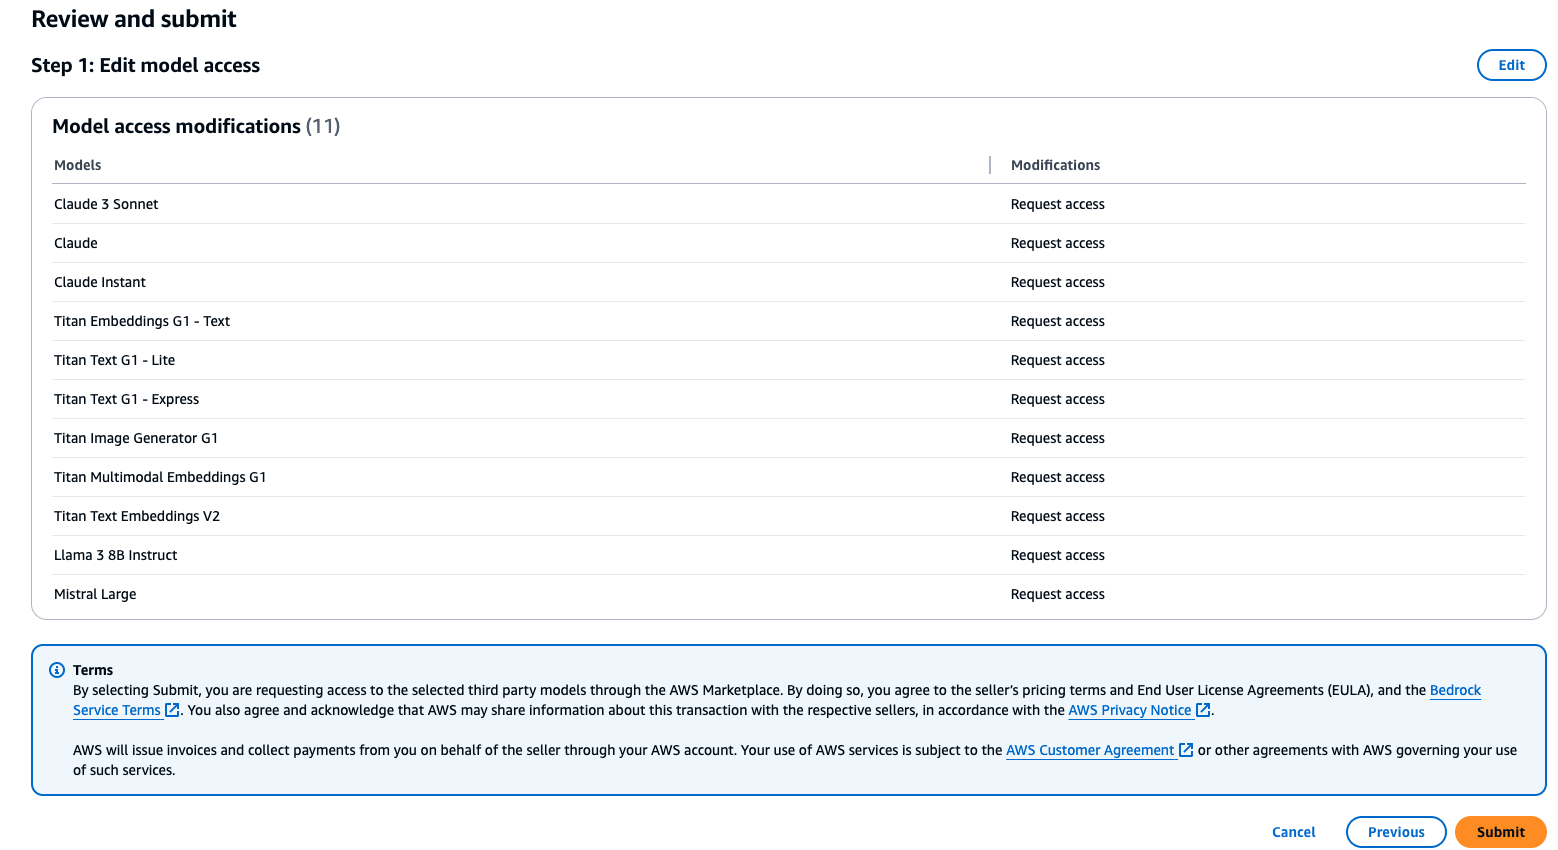 Review and submit
Step 1: Edit model access
Edit
Model access modifications (11)
Models
Modifications
Claude 3 Sonnet
Request access
Claude
Request access
Claude Instant
Request access
Titan Embeddings G1 - Text
Request access
Titan Text G1 - Lite
Request access
Titan Text G1 - Express
Request access
Titan Image Generator G1
Request access
Titan Multimodal Embeddings G1
Request access
Titan Text Embeddings V2
Request access
Llama 3 8B Instruct
Request access
Mistral Large
Request access
Terms
By selecting Submit, you are requesting access to the selected third party models through the AWS Marketplace. By doing so, you agree to the seller's pricing terms and End User License Agreements (EULA), and the Bedrock
Service Terms. You also agree and acknowledge that AWS may share information about this transaction with the respective sellers, in accordance with the AWS Privacy Notice.
AWS will issue invoices and collect payments from you on behalf of the seller through your AWS account. Your use of AWS services is subject to the AWS Customer Agreement or other agreements with AWS governing your use
of such services.
Cancel
Previous
Submit